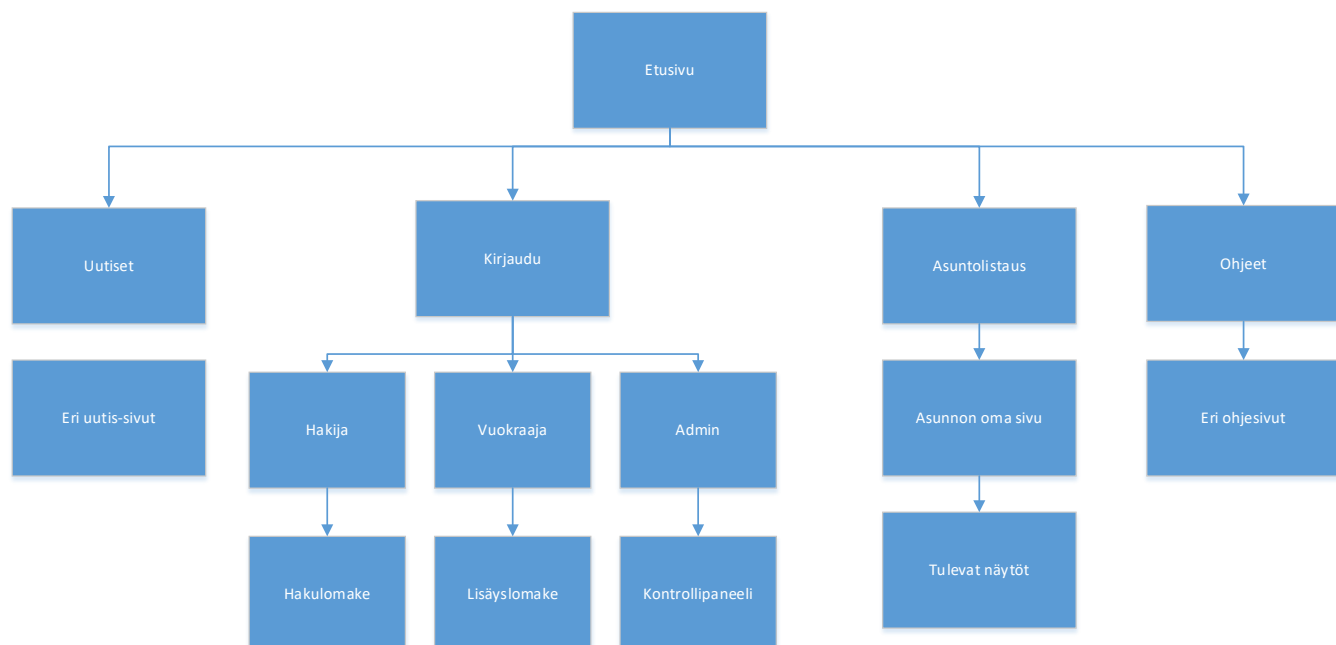 Etusivu
Uutiset
Kirjaudu
Asuntolistaus
Ohjeet
Eri uutis-sivut
Hakija
Vuokraaja
Admin
Asunnon oma sivu
Eri ohjesivut
Hakulomake
Lisäyslomake
Kontrollipaneeli
Tulevat näytöt